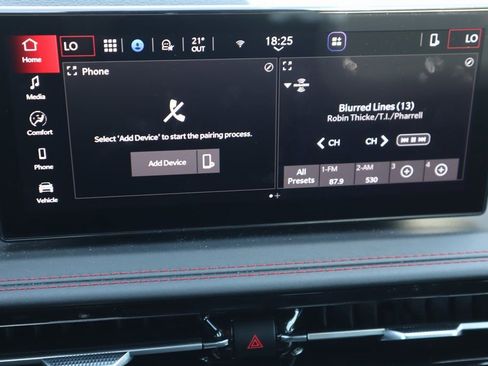 Home
LO
21°
OUT
18:25
LO
Media
Comfort
Phone
Vehicle
Phone
Select 'Add Device' to start the pairing process.
Add Device
Blurred Lines (13)
Robin Thicke/T.I./Pharrell
CH
CH
All
Presets
1-FM
87.9
2-AM
530
3
4